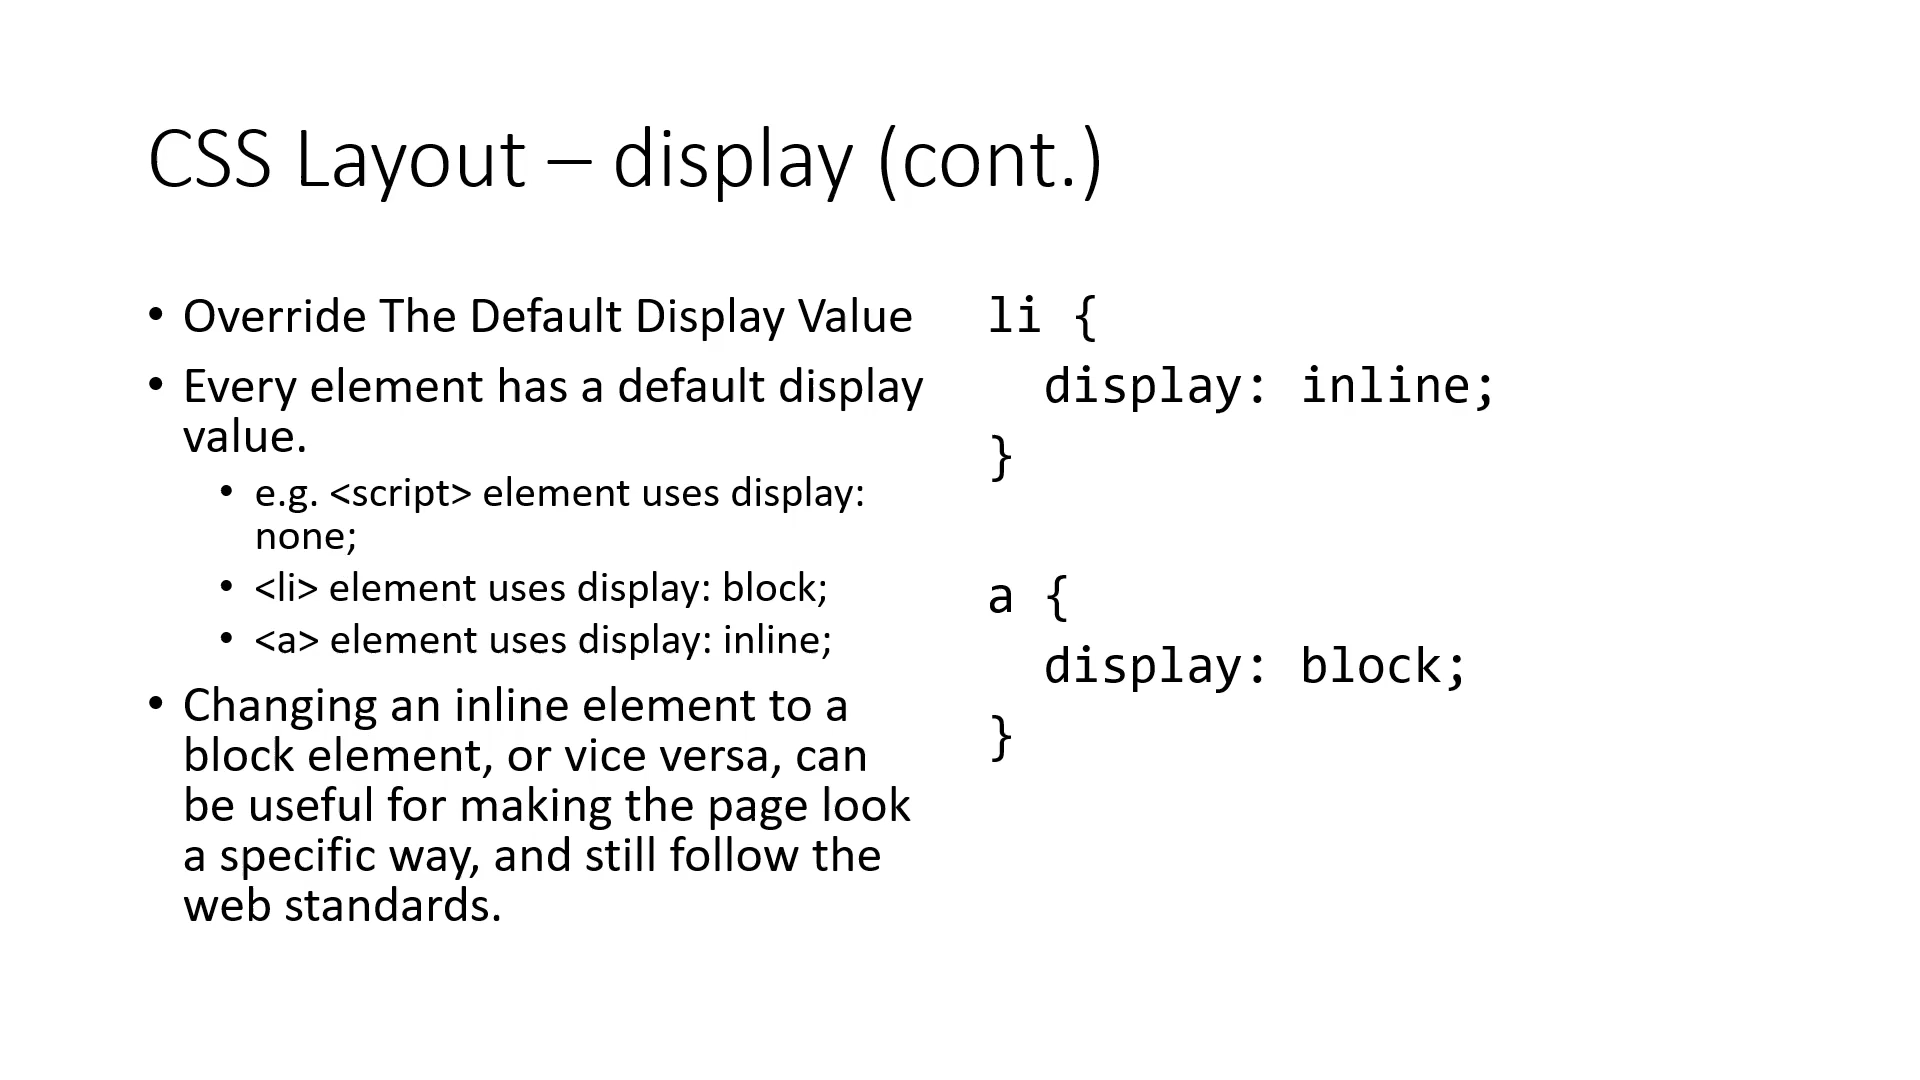 CSS Layout – display (cont.)
• Override The Default Display Value
• Every element has a default display
value.
• e.g. <script> element uses display:
none;
• <li> element uses display: block;
• <a> element uses display: inline;
• Changing an inline element to a
block element, or vice versa, can
be useful for making the page look
a specific way, and still follow the
web standards.
li {
  display: inline;
}
a {
  display: block;
}